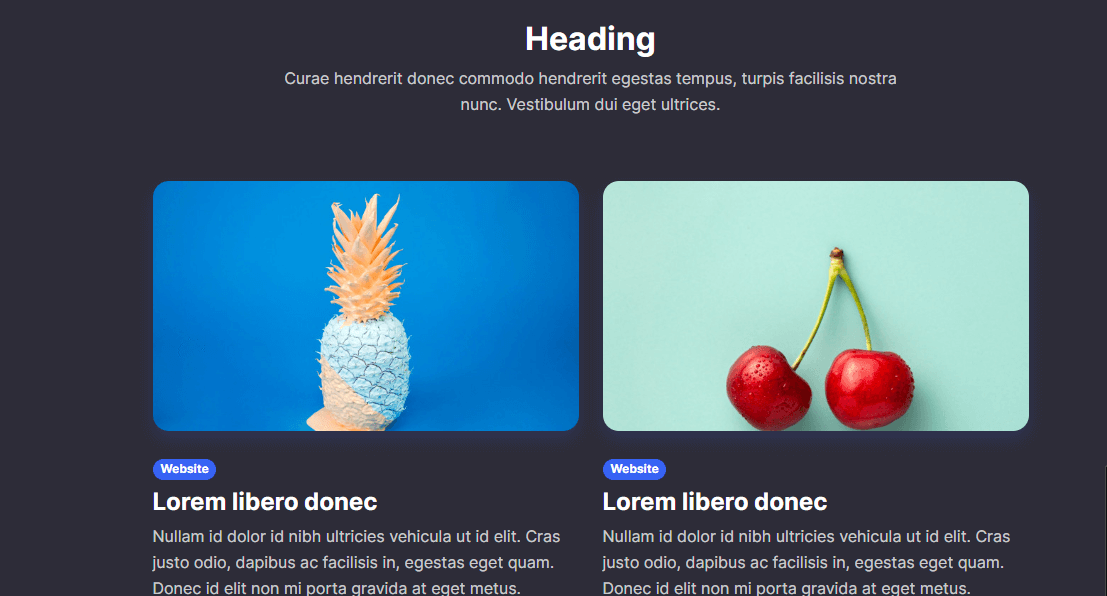 Heading
Curae hendrerit donec commodo hendrerit egestas tempus, turpis facilisis nostra
nunc. Vestibulum dui eget ultrices.
Website
Lorem libero donec
Nullam id dolor id nibh ultricies vehicula ut id elit. Cras
justo odio, dapibus ac facilisis in, egestas eget quam.
Donec id elit non mi porta gravida at eget metus.
Website
Lorem libero donec
Nullam id dolor id nibh ultricies vehicula ut id elit. Cras
justo odio, dapibus ac facilisis in, egestas eget quam.
Donec id elit non mi porta gravida at eget metus.